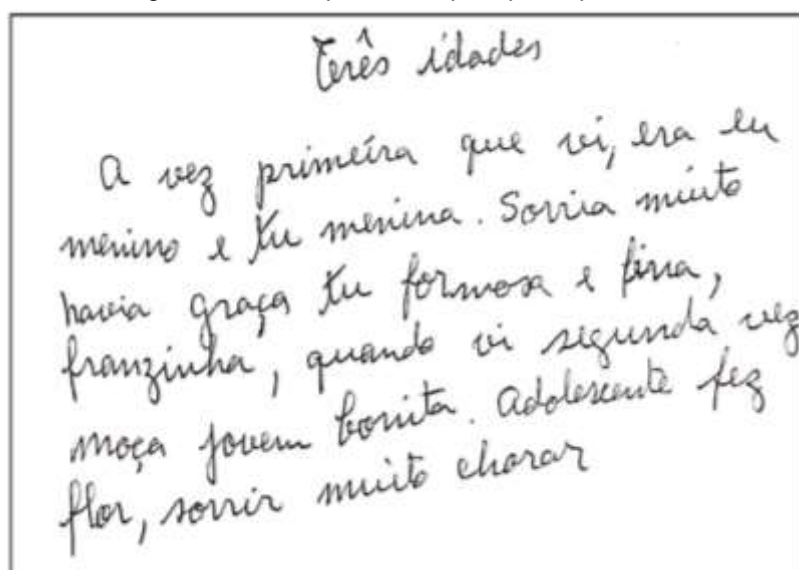 Três idades
A vez primeira que vi, era eu
menino e tu menina. Sorria muito
havia graça tu formosa e fina,
franzinha, quando vi segunda vez
moça jovem bonita. Adolescente fez
flor, sorrir muito chorar